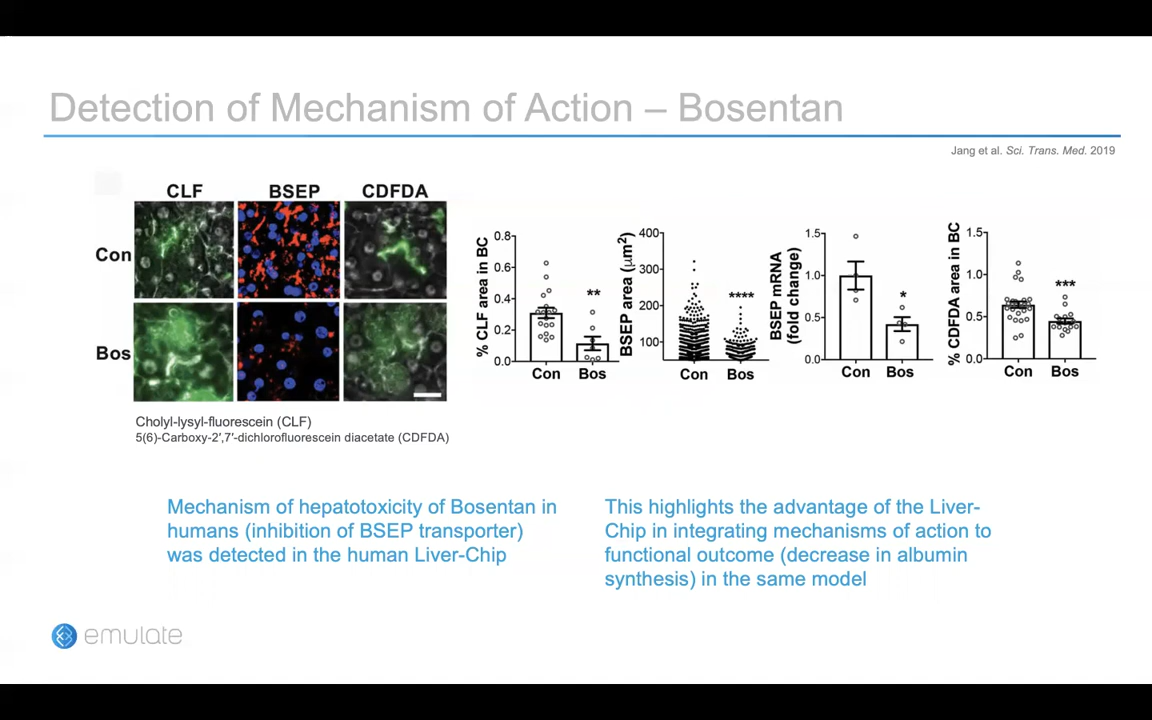 Detection of Mechanism of Action – Bosentan
Jang et al. Sci. Trans. Med. 2019
CLF BSEP CDFDA
Con
Bos
Cholyl-lysyl-fluorescein (CLF)
5(6)-Carboxy-2′,7′-dichlorofluorescein diacetate (CDFDA)
% CLF area in BC
0.8
0.6
0.4
0.2
0.0
**
Con Bos
BSEP area (μm²)
400
300
200
100
****
Con Bos
BSEP mRNA
(fold change)
1.5
1.0
0.5
0.0
*
Con Bos
% CDFDA area in BC
1.5
1.0
0.5
0.0
***
Con Bos
Mechanism of hepatotoxicity of Bosentan in
humans (inhibition of BSEP transporter)
was detected in the human Liver-Chip
This highlights the advantage of the Liver-
Chip in integrating mechanisms of action to
functional outcome (decrease in albumin
synthesis) in the same model
emulate